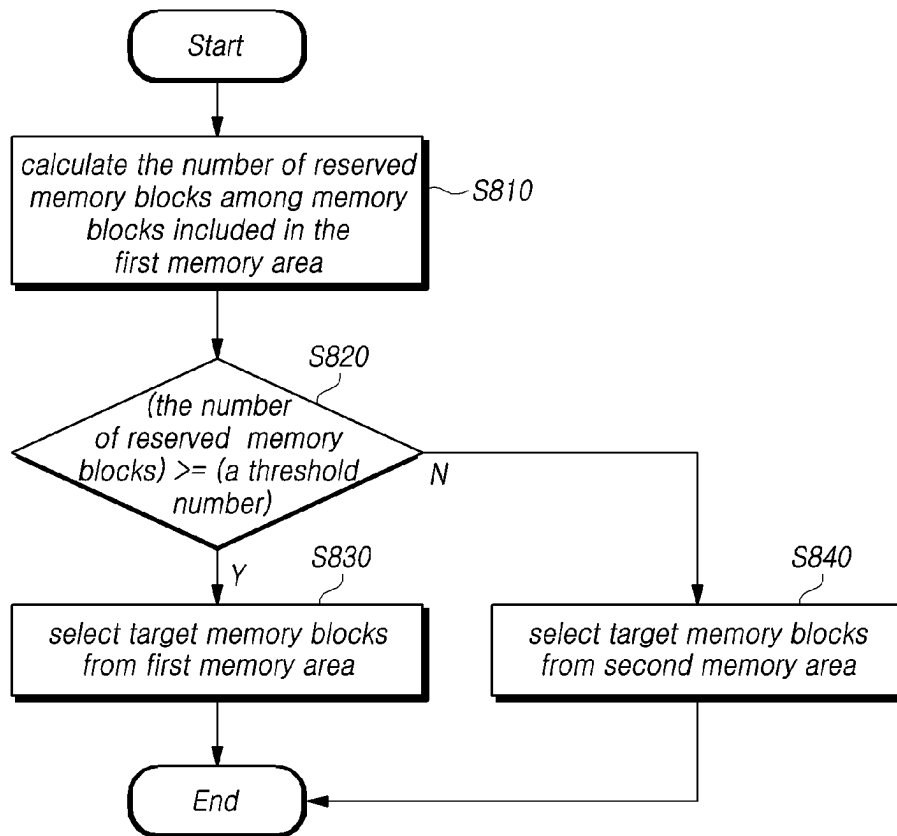 Start
calculate the number of reserved
memory blocks among memory
blocks included in the
first memory area
S810
S820
(the number
of reserved memory
blocks) >= (a threshold
number)
N
Y
S830
select target memory blocks
from first memory area
S840
select target memory blocks
from second memory area
End